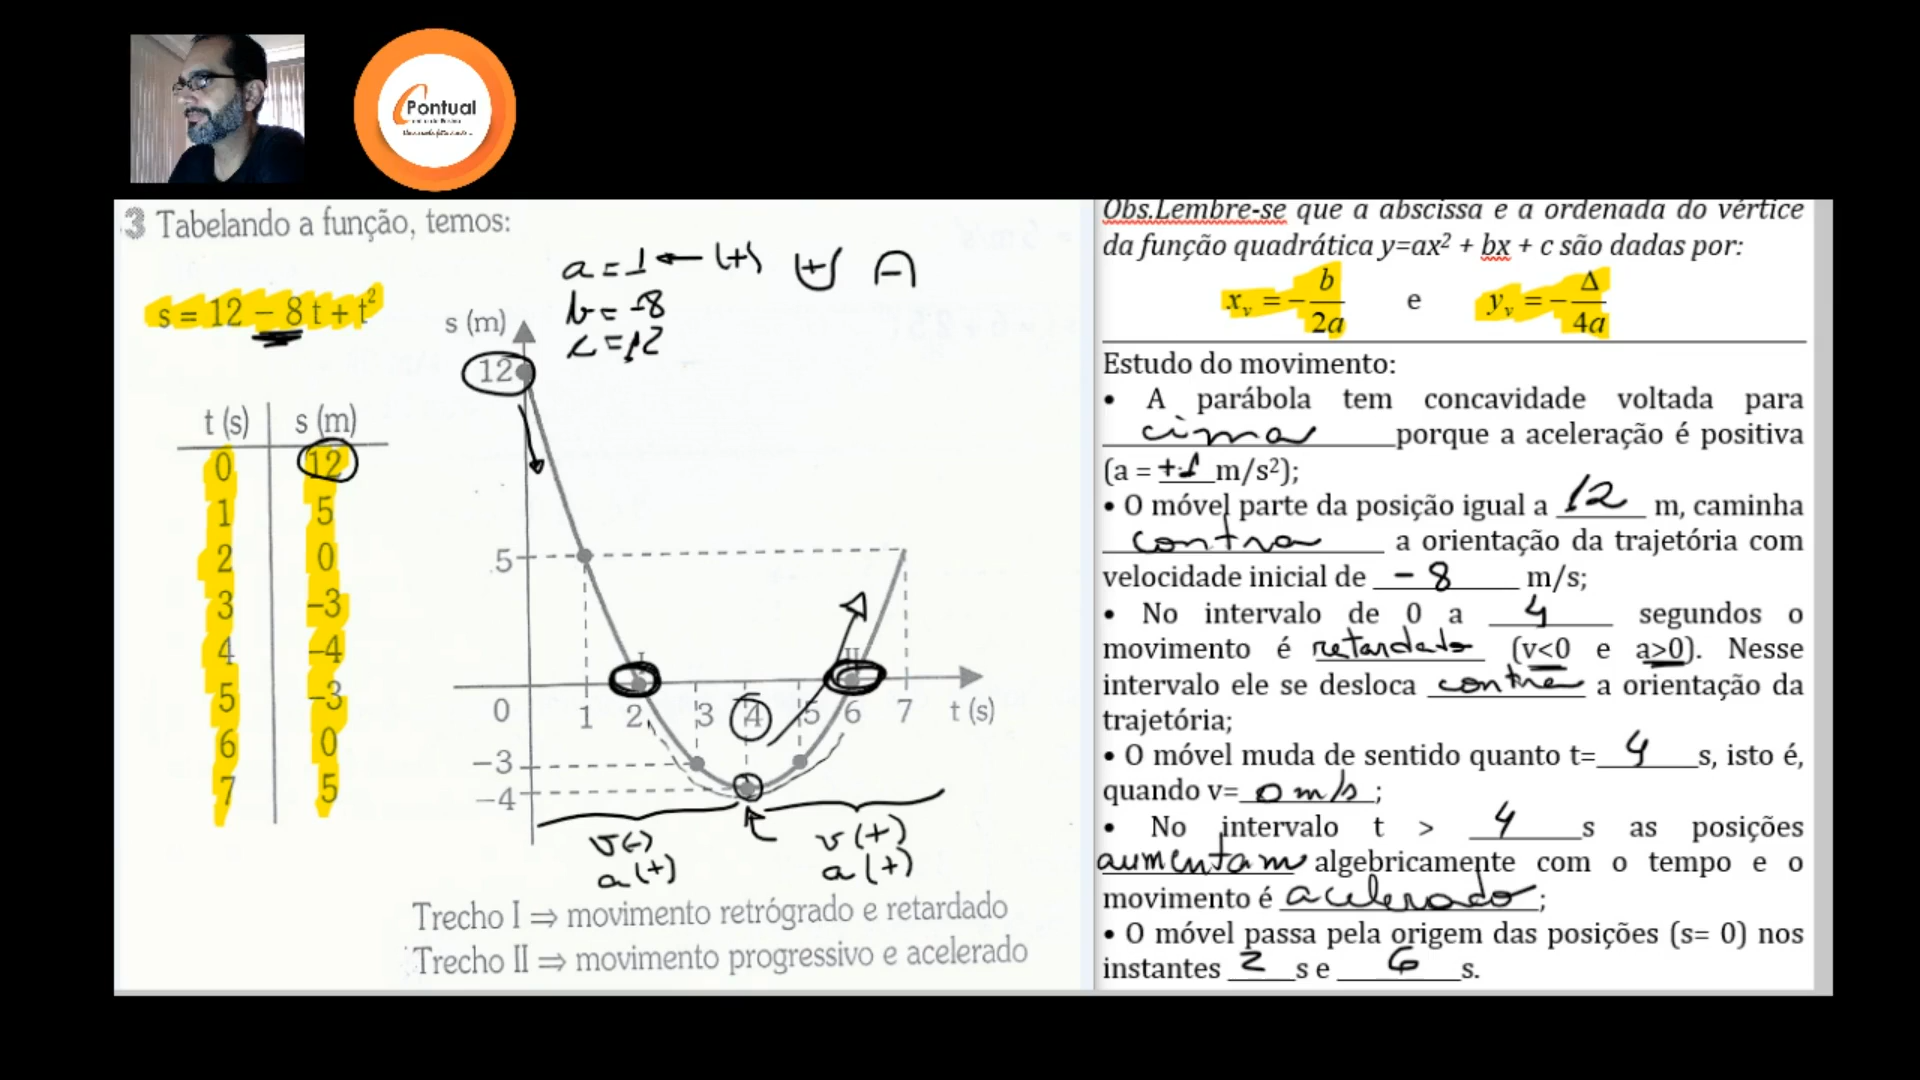 Pontual
3 Tabelando a função, temos:
s = 12 – 8 t + t²
a = 1 ← (+) (+)
b = -8
c = 12
t (s) s (m)
0 12
1 5
2 0
3 –3
4 –4
5 –3
6 0
7 5
s (m)
12
5
I II
0 1 2 3 4 5 6 7 t (s)
–3
–4
v(-) v(+)
a(+) a(+)
Trecho I ⇒ movimento retrógrado e retardado
Trecho II ⇒ movimento progressivo e acelerado
Obs.Lembre-se que a abscissa e a ordenada do vértice
da função quadrática y=ax² + bx + c são dadas por:
xᵥ = – b/2a e yᵥ = – Δ/4a
Estudo do movimento:
• A parábola tem concavidade voltada para
cima porque a aceleração é positiva
(a = +1 m/s²);
• O móvel parte da posição igual a 12 m, caminha
contra a orientação da trajetória com
velocidade inicial de -8 m/s;
• No intervalo de 0 a 4 segundos o
movimento é retardado (v<0 e a>0). Nesse
intervalo ele se desloca contra a orientação da
trajetória;
• O móvel muda de sentido quanto t= 4 s, isto é,
quando v= 0 m/s ;
• No intervalo t > 4 s as posições
aumentam algebricamente com o tempo e o
movimento é acelerado ;
• O móvel passa pela origem das posições (s= 0) nos
instantes 2 s e 6 s.